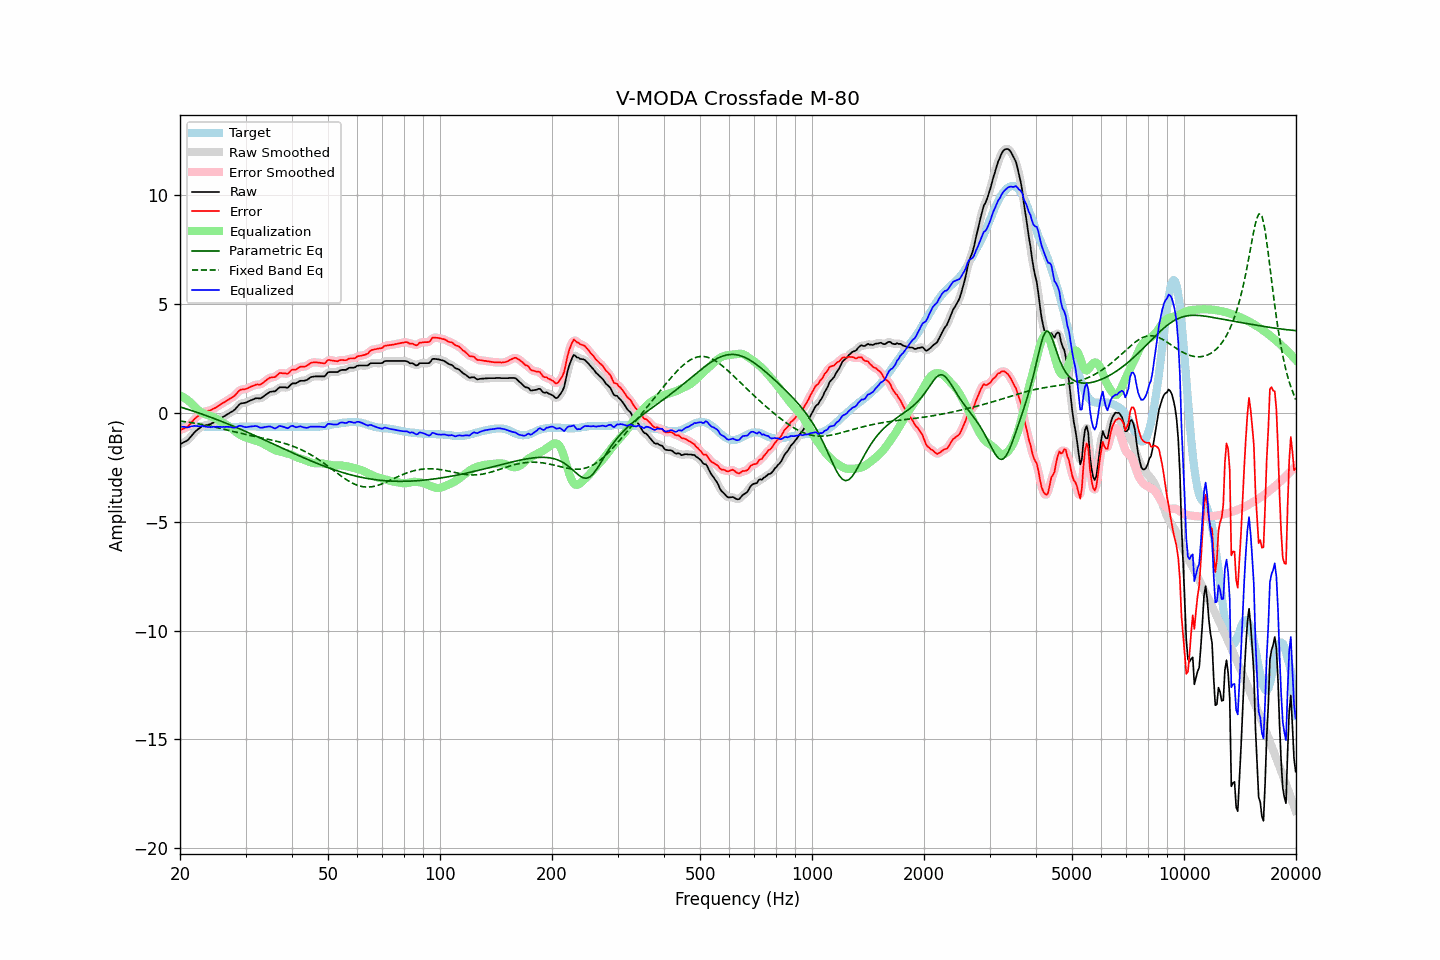 V-MODA Crossfade M-80
Target
Raw Smoothed
Error Smoothed
Raw
Error
Equalization
Parametric Eq
Fixed Band Eq
Equalized
10
5
0
−5
−10
−15
−20
Amplitude (dBr)
20
50
100
200
500
1000
2000
5000
10000
20000
Frequency (Hz)